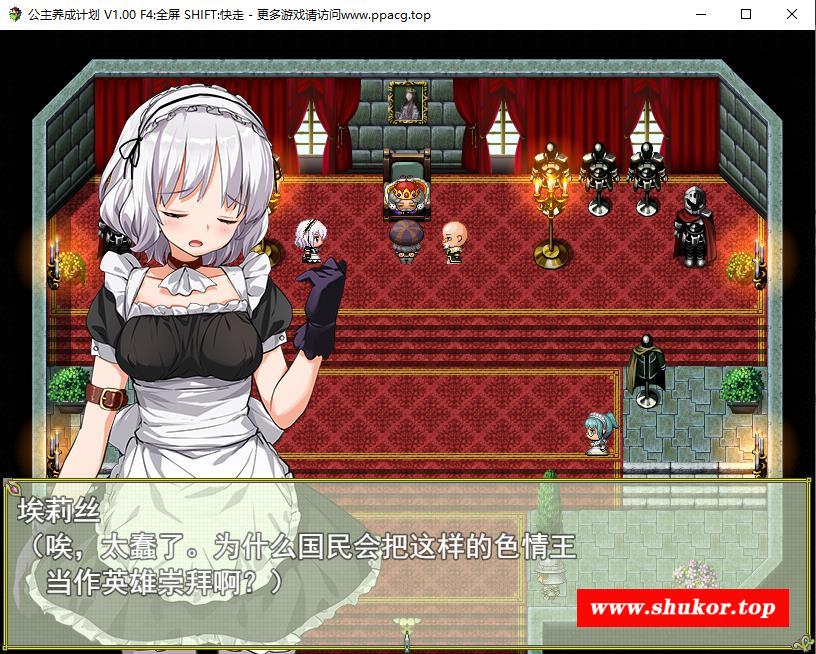 公主养成计划 V1.00 F4:全屏 SHIFT:快走 - 更多游戏请访问www.ppacg.top
埃莉丝
（唉，太蠢了。为什么国民会把这样的色情王
当作英雄崇拜啊？）
www.shukor.top